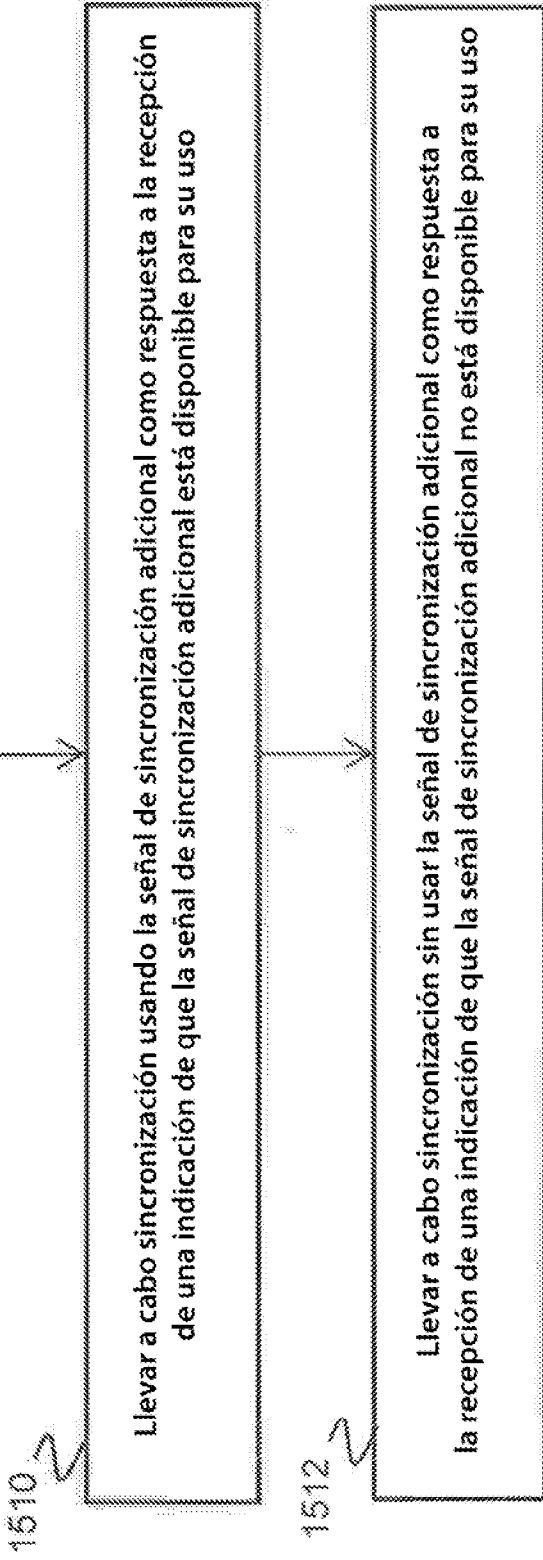 1510
Llevar a cabo sincronización usando la señal de sincronización adicional como respuesta a la recepción
de una indicación de que la señal de sincronización adicional está disponible para su uso
1512
Llevar a cabo sincronización sin usar la señal de sincronización adicional como respuesta a
la recepción de una indicación de que la señal de sincronización adicional no está disponible para su uso